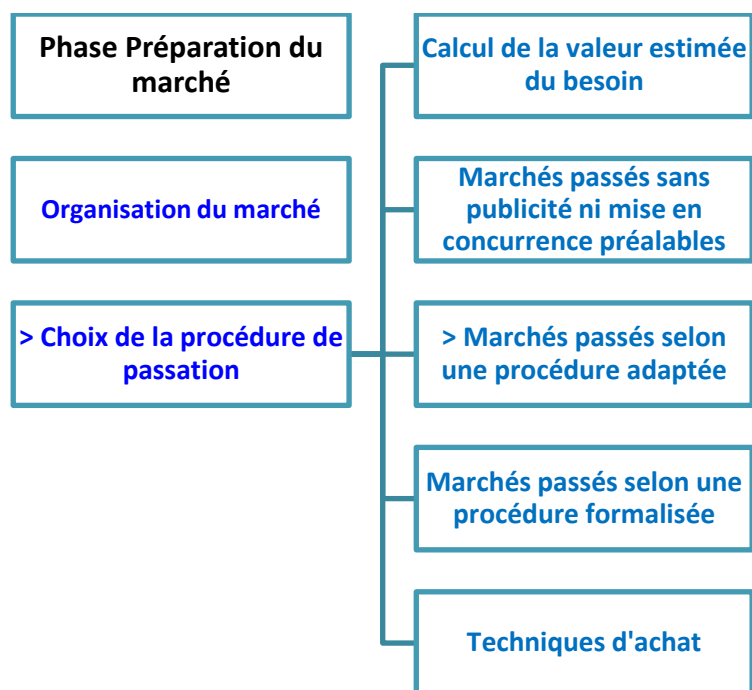 Phase Préparation du
marché
Organisation du marché
> Choix de la procédure de
passation
Calcul de la valeur estimée
du besoin
Marchés passés sans
publicité ni mise en
concurrence préalables
> Marchés passés selon
une procédure adaptée
Marchés passés selon une
procédure formalisée
Techniques d'achat